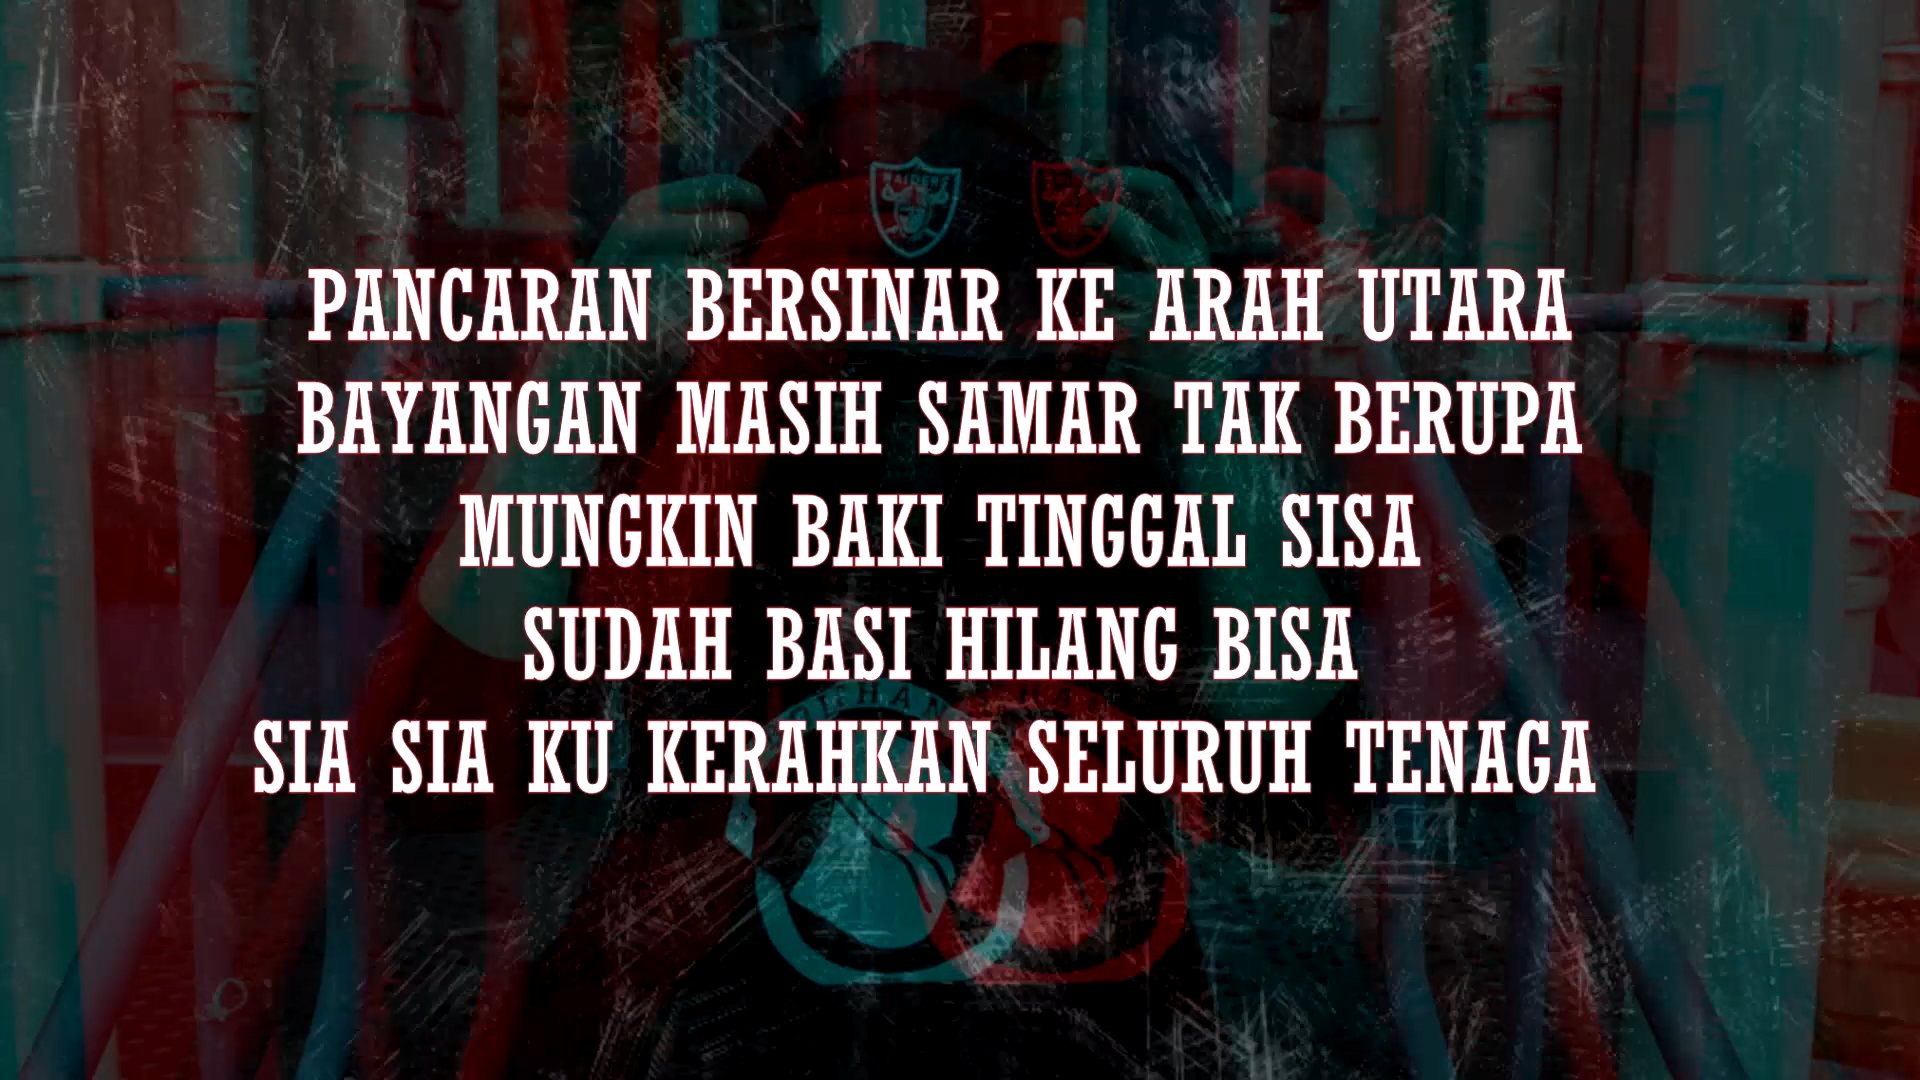 RAIDERS
PANCARAN BERSINAR KE ARAH UTARA
BAYANGAN MASIH SAMAR TAK BERUPA
MUNGKIN BAKI TINGGAL SISA
SUDAH BASI HILANG BISA
SIA SIA KU KERAHKAN SELURUH TENAGA